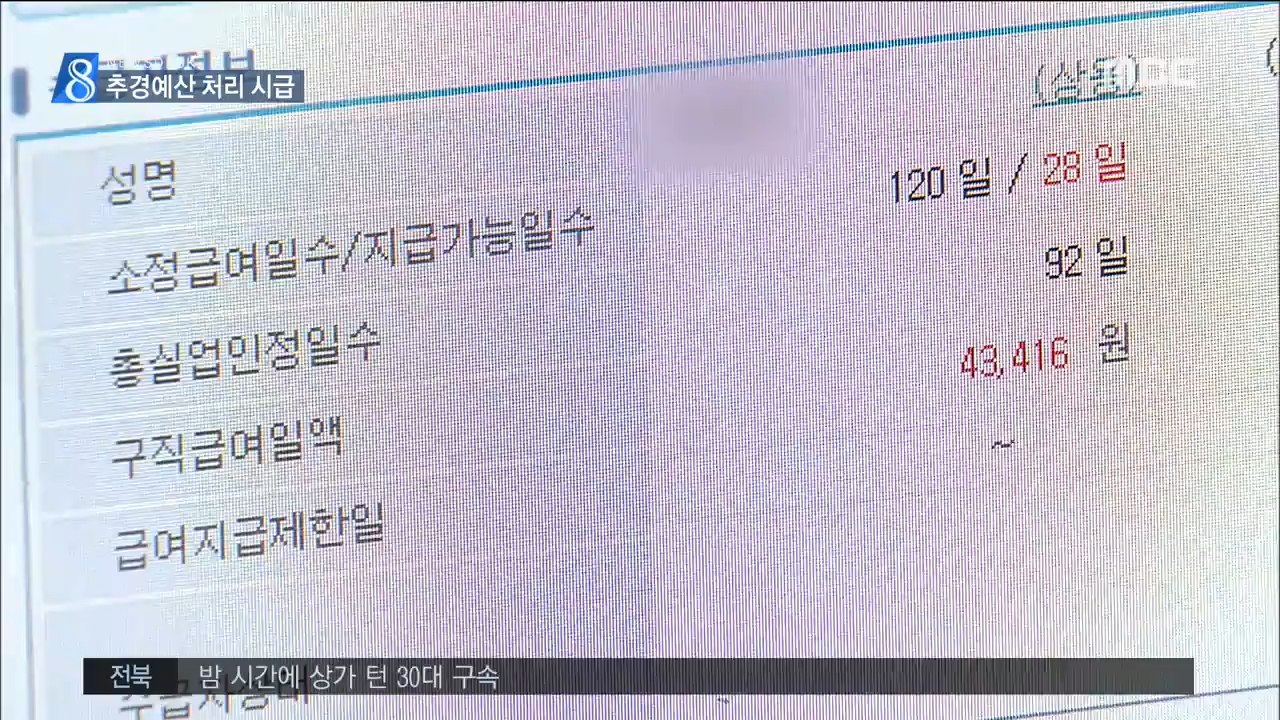 8 추경예산 처리 시급
(상용)
성명
소정급여일수/지급가능일수 120 일 / 28 일
총실업인정일수 92 일
구직급여일액 43,416 원
급여지급제한일 ~
전북 밤 시간에 상가 턴 30대 구속